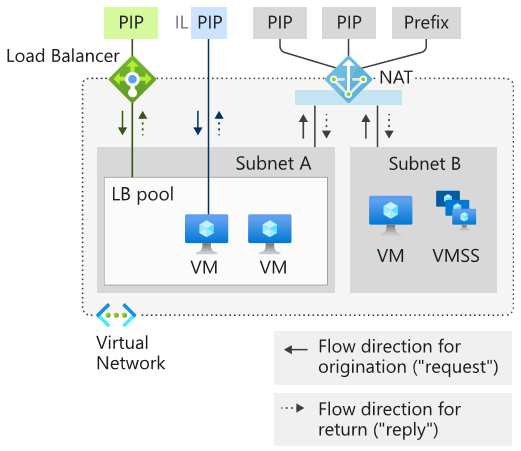 PIP
IL
PIP
PIP
PIP
Prefix
Load Balancer
NAT
Subnet A
Subnet B
LB pool
VM
VM
VM
VMSS
Virtual
Network
Flow direction for
origination ("request")
Flow direction for
return ("reply")